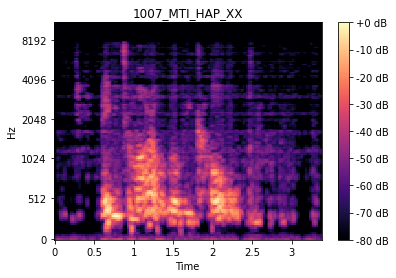 1007_MTI_HAP_XX
+0 dB
8192
-10 dB
4096
-20 dB
-30 dB
2048
Hz
-40 dB
1024
-50 dB
512
-60 dB
-70 dB
0
-80 dB
0 0.5 1 1.5 2 2.5 3
Time